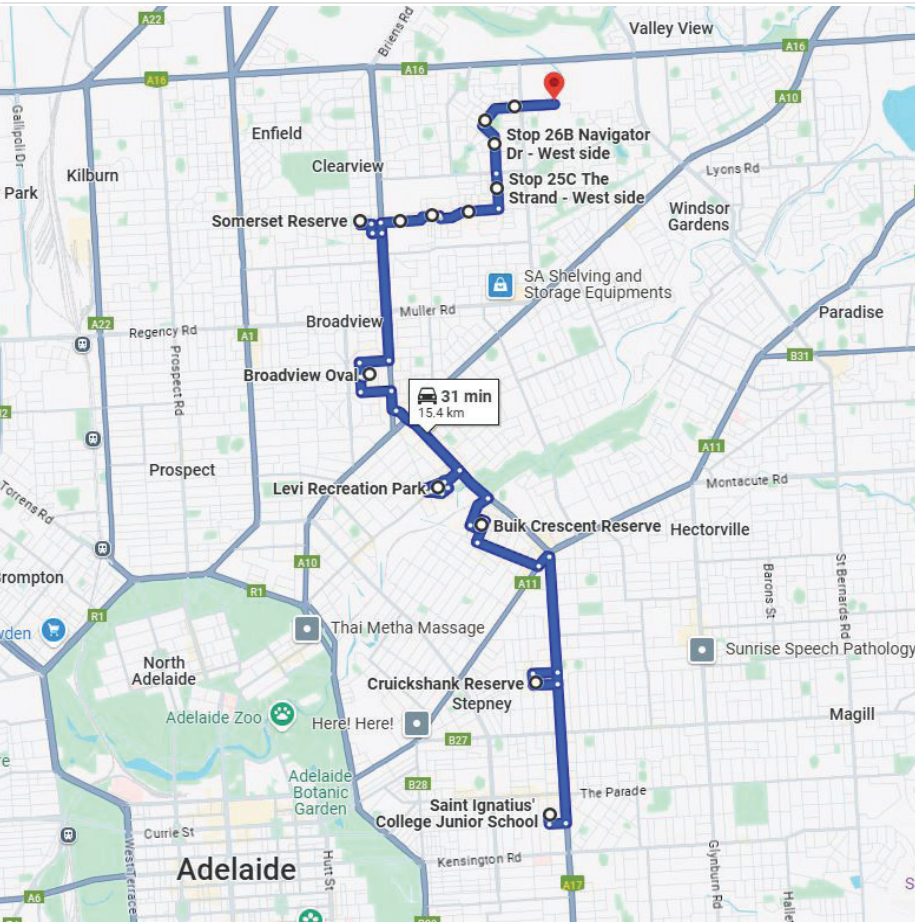 A22
Briens Rd
Valley View
A16
A16
A16
A10
Gallipoli Dr
Enfield
Clearview
Stop 26B Navigator
Dr - West side
Lyons Rd
Park
Kilburn
Stop 25C The
Strand - West side
Somerset Reserve
Windsor
Gardens
SA Shelving and
Storage Equipments
A22
Regency Rd
A1
Broadview
Muller Rd
Paradise
B31
Prospect Rd
Broadview Oval
31 min
15.4 km
A11
Prospect
Levi Recreation Park
Montacute Rd
Torrens Rd
Buik Crescent Reserve
Hectorville
A10
Brompton
R1
A11
Barons St
St Bernards Rd
R1
Thai Metha Massage
Sunrise Speech Pathology
North
Adelaide
Cruickshank Reserve
Stepney
Adelaide Zoo
Here! Here!
B27
Magill
Adelaide
Botanic
Garden
B28
The Parade
Saint Ignatius'
College Junior School
Currie St
West Terrace
Hutt St
Adelaide
Kensington Rd
A17
Glynburn Rd
A6